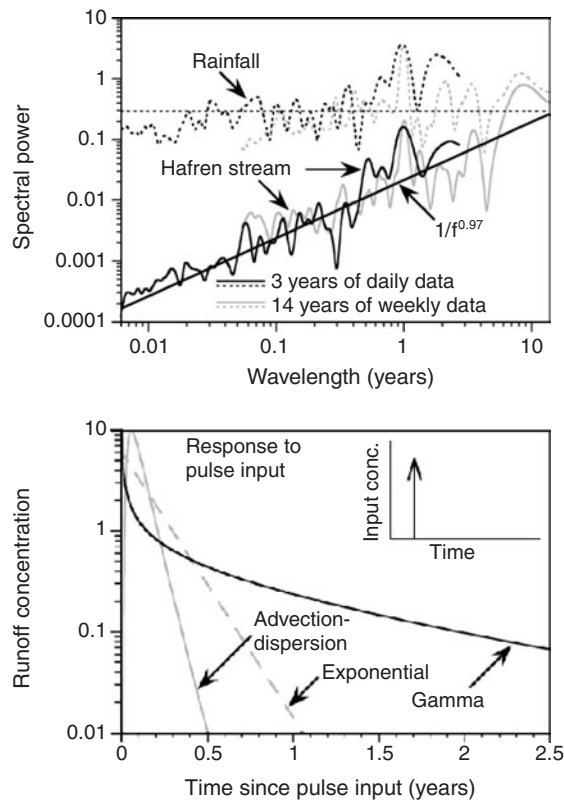 10
1
0.1
0.01
0.001
0.0001
Spectral power
Rainfall
Hafren stream
1/f^0.97
3 years of daily data
14 years of weekly data
0.01
0.1
1
10
Wavelength (years)
10
1
0.1
0.01
Runoff concentration
Response to
pulse input
Input conc.
Time
Advection-
dispersion
Exponential
Gamma
0
0.5
1
1.5
2
2.5
Time since pulse input (years)